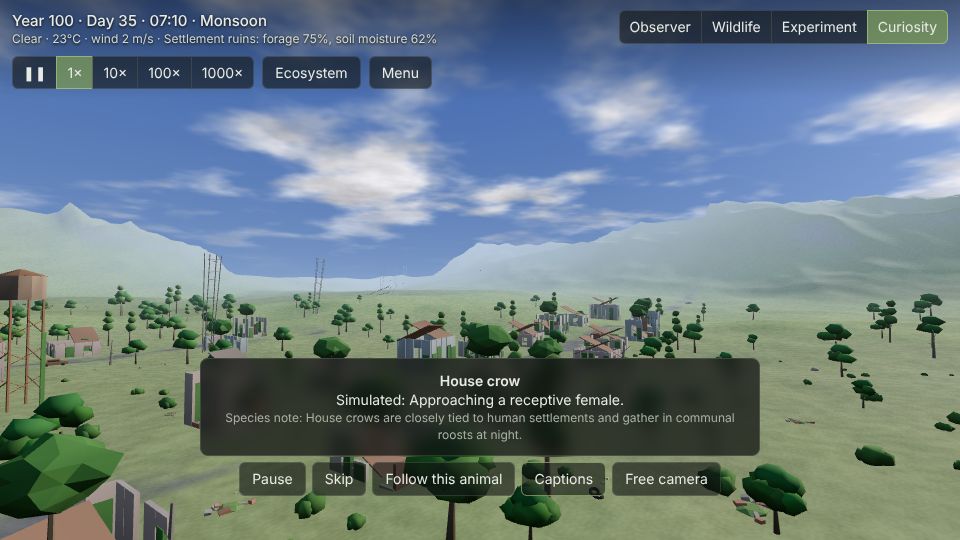 Year 100 · Day 35 · 07:10 · Monsoon
Clear · 23°C · wind 2 m/s · Settlement ruins: forage 75%, soil moisture 62%
Observer Wildlife Experiment Curiosity
1× 10× 100× 1000× Ecosystem Menu
House crow
Simulated: Approaching a receptive female.
Species note: House crows are closely tied to human settlements and gather in communal
roosts at night.
Pause Skip Follow this animal Captions Free camera